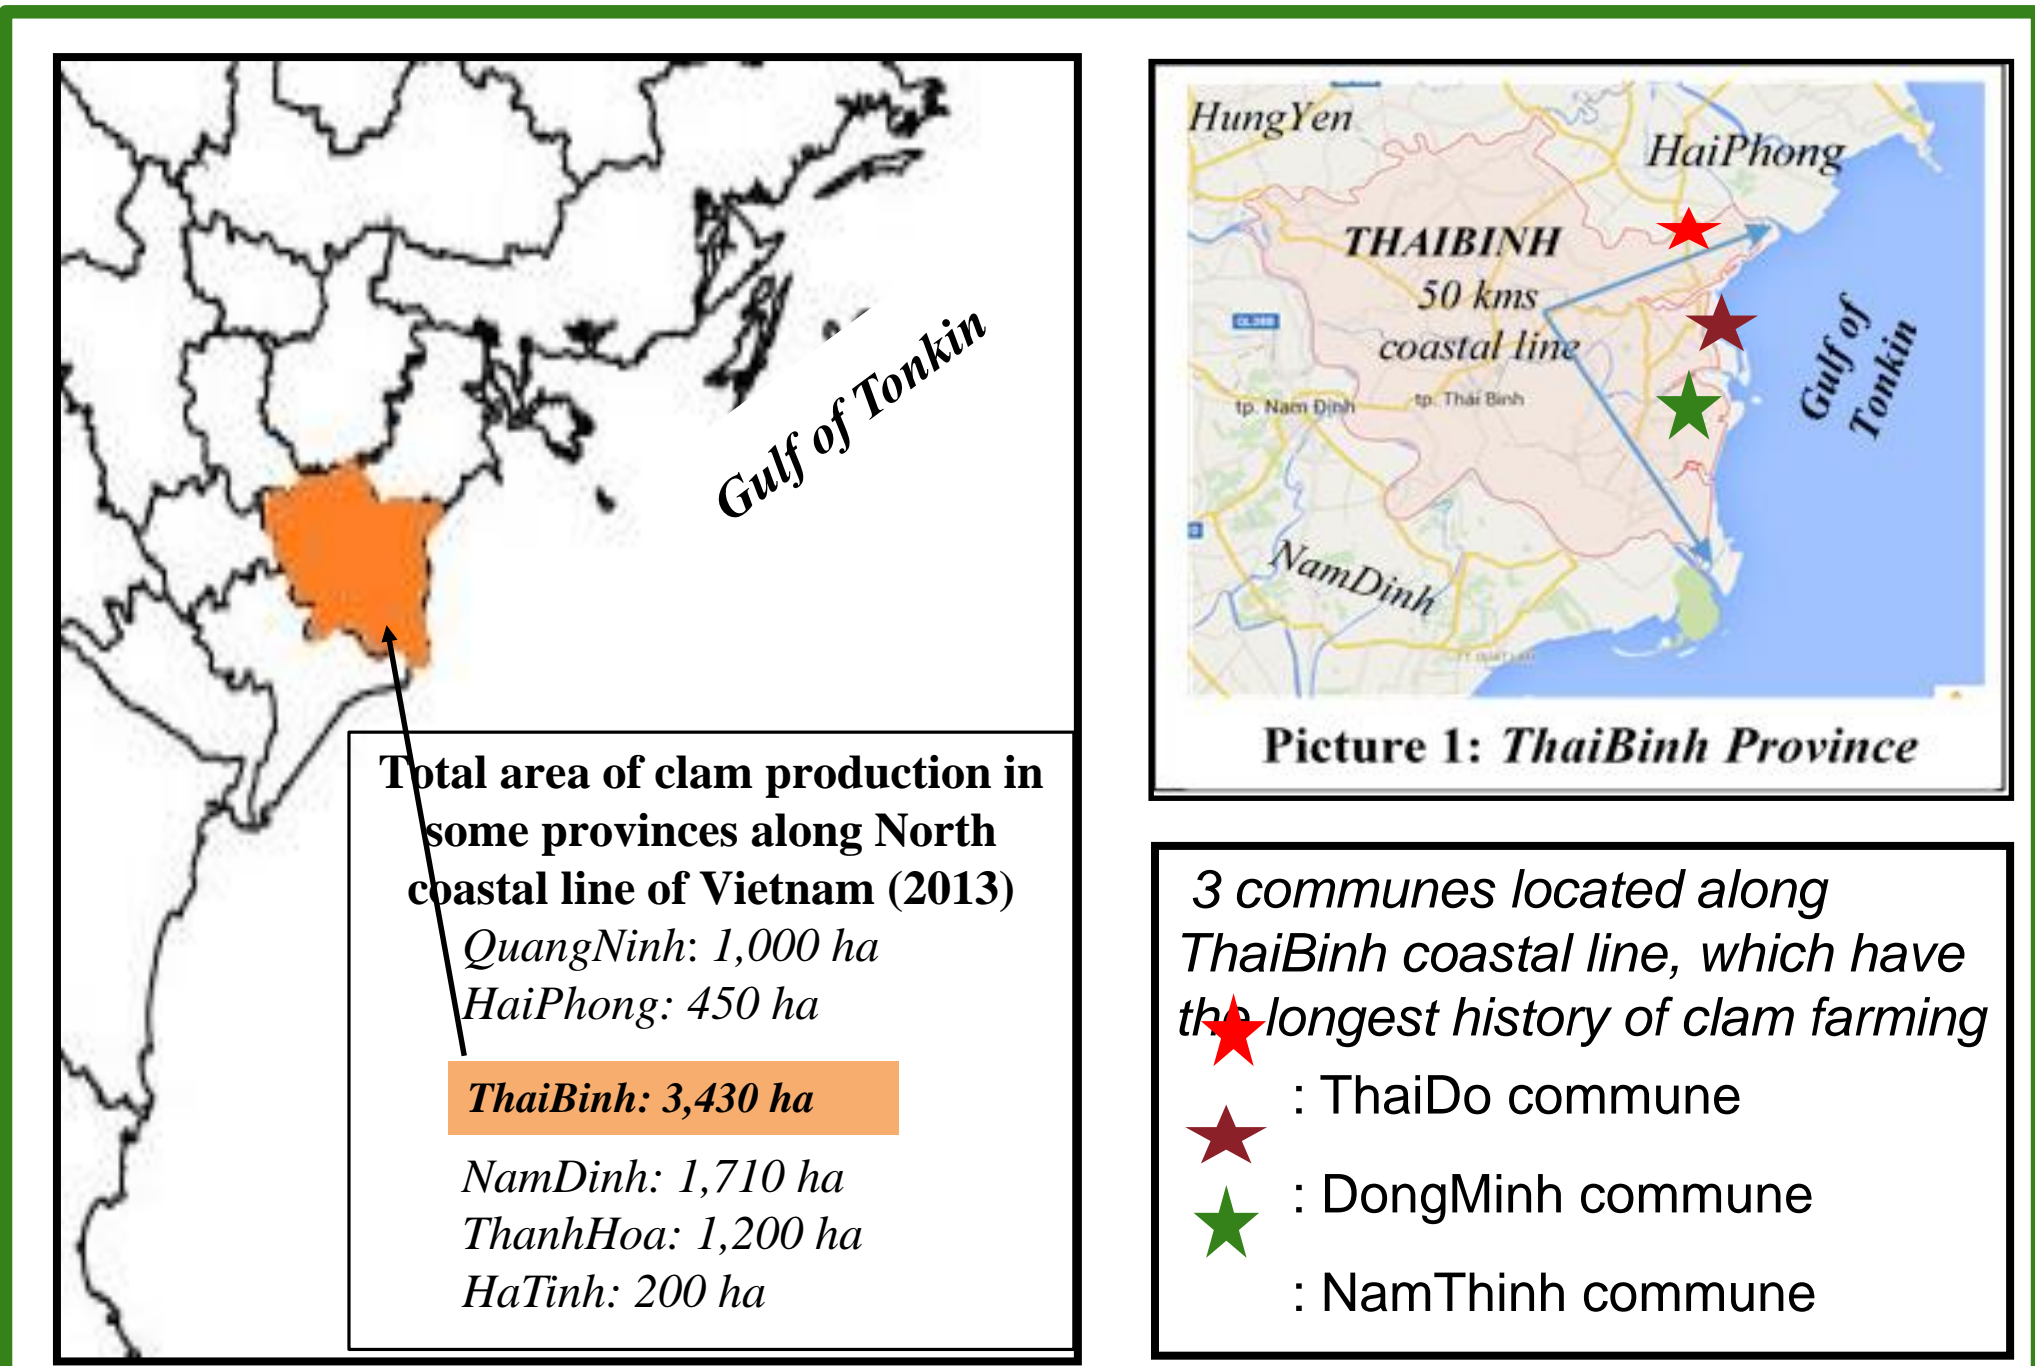 Gulf of Tonkin
Total area of clam production in
some provinces along North
coastal line of Vietnam (2013)
QuangNinh: 1,000 ha
HaiPhong: 450 ha
ThaiBinh: 3,430 ha
NamDinh: 1,710 ha
ThanhHoa: 1,200 ha
HaTinh: 200 ha
HungYen
HaiPhong
THAIBINH
50 kms
coastal line
Gulf of
Tonkin
tp. Nam Định
tp. Thái Bình
NamDinh
Picture 1: ThaiBinh Province
3 communes located along
ThaiBinh coastal line, which have
the longest history of clam farming
: ThaiDo commune
: DongMinh commune
: NamThinh commune